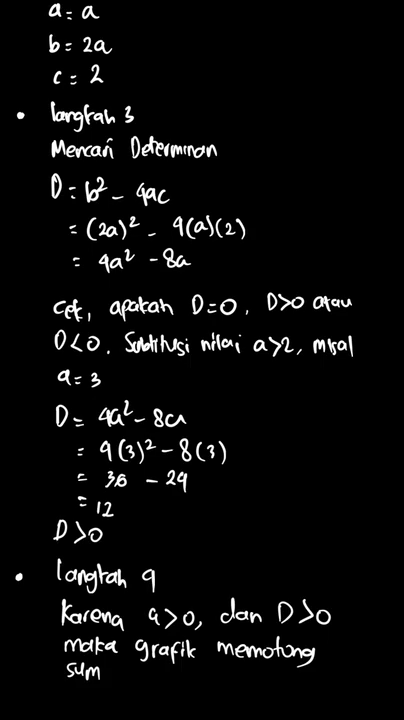 a = a
b = 2a
c = 2
• langkah 3
Mencari Determinan
D = b² - 4ac
= (2a)² - 4(a)(2)
= 4a² - 8a
cek, apakah D=0, D>0 atau
D<0. Subtitusi nilai a>2, misal
a = 3
D = 4a² - 8a
= 4(3)² - 8(3)
= 36 - 24
= 12
D>0
• langkah 4
Karena a>0, dan D>0
maka grafik memotong
sum